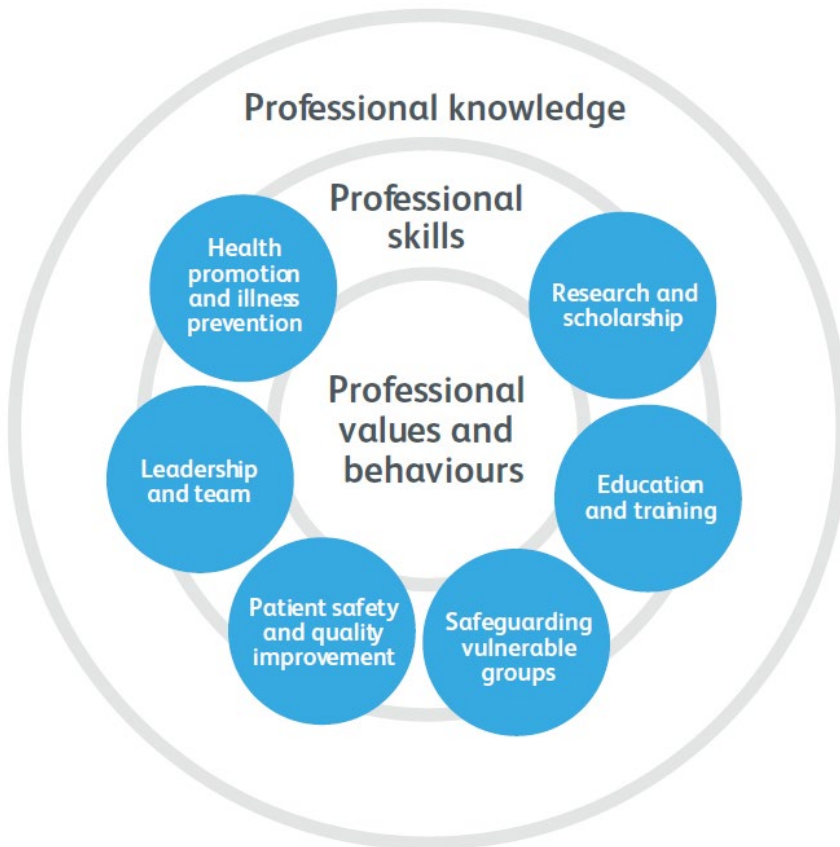 Professional knowledge
Professional
skills
Health
promotion
and illness
prevention
Research and
scholarship
Professional
values and
behaviours
Leadership
and team
Education
and training
Patient safety
and quality
improvement
Safeguarding
vulnerable
groups